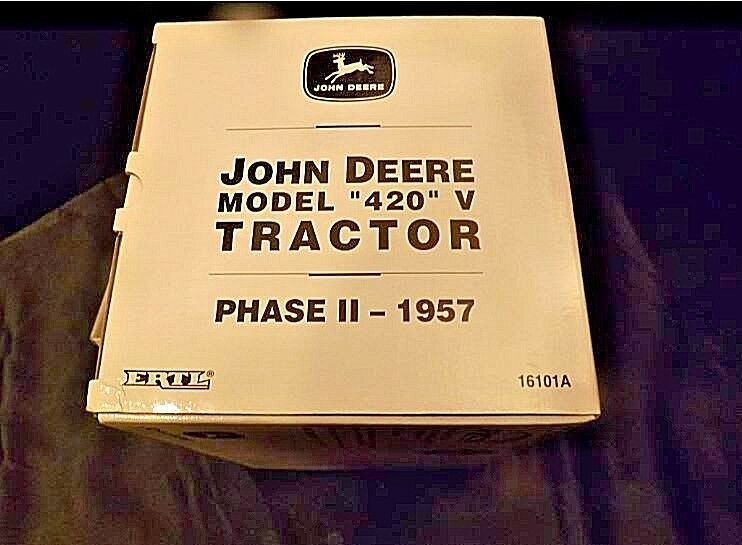 JOHN DEERE
JOHN DEERE
MODEL "420" V
TRACTOR
PHASE II – 1957
ERTL®
16101A